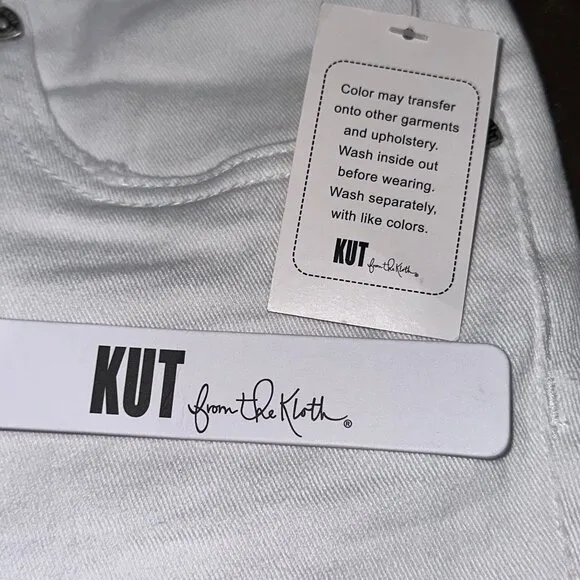 Color may transfer
onto other garments
and upholstery.
Wash inside out
before wearing.
Wash separately,
with like colors.
KUT from the Kloth®
KUT from the Kloth®